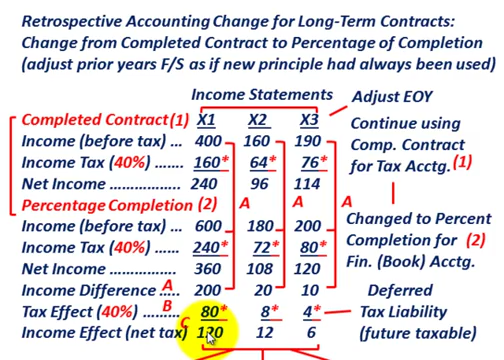 Retrospective Accounting Change for Long-Term Contracts:
Change from Completed Contract to Percentage of Completion
(adjust prior years F/S as if new principle had always been used)
Income Statements
Adjust EOY
Completed Contract (1) X1 X2 X3
Continue using
Income (before tax) ... 400 160 190
Comp. Contract
Income Tax (40%) ....... 160* 64* 76*
for Tax Acctg. (1)
Net Income ................ 240 96 114
Percentage Completion (2) A A A
Changed to Percent
Income (before tax) ... 600 180 200
Completion for (2)
Income Tax (40%) ....... 240* 72* 80*
Fin. (Book) Acctg.
Net Income ................ 360 108 120
Income Difference A ..... 200 20 10
Deferred
Tax Effect (40%) B ......... 80* 8* 4*
Tax Liability
Income Effect (net tax) C 120 12 6
(future taxable)